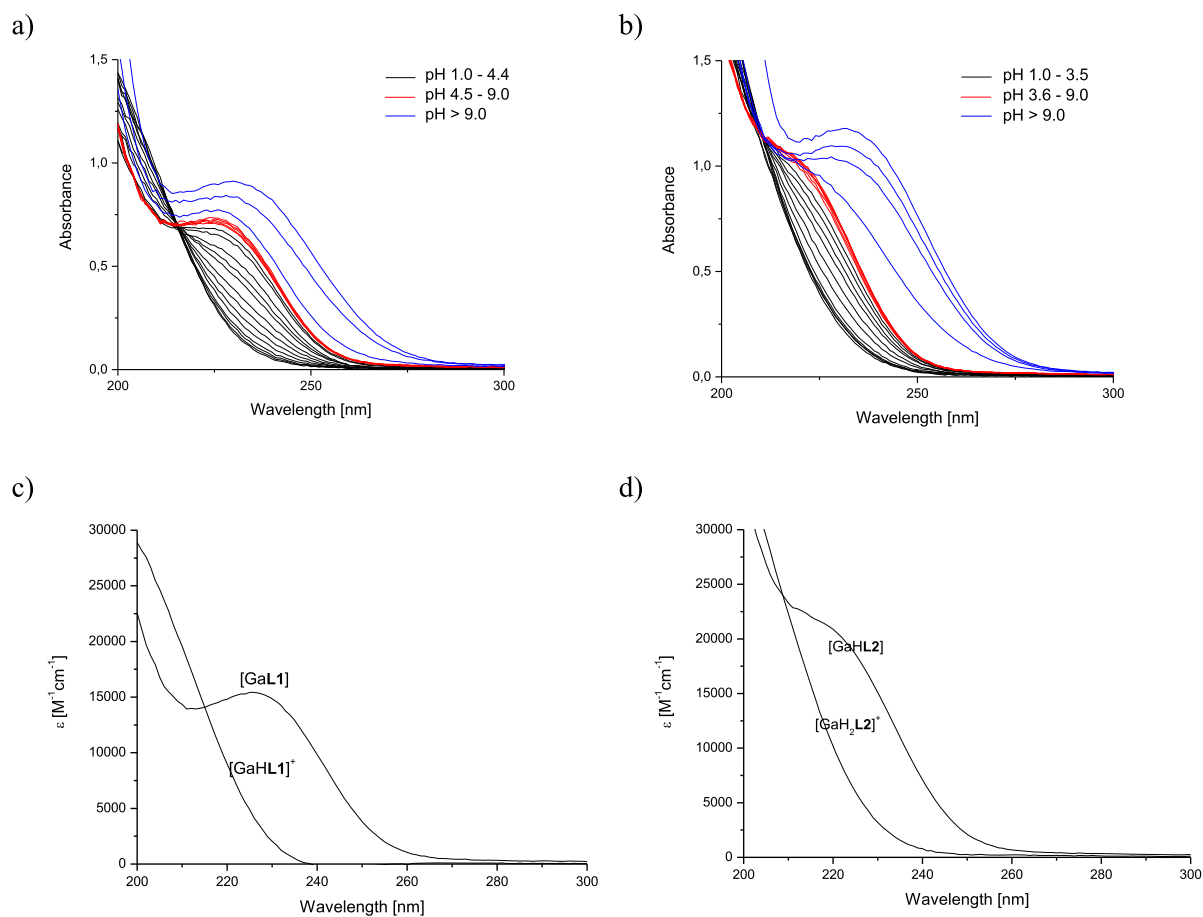 a)
1,5
1,0
0,5
0,0
Absorbance
200
250
300
Wavelength [nm]
pH 1.0 - 4.4
pH 4.5 - 9.0
pH > 9.0
b)
1,5
1,0
0,5
0,0
Absorbance
200
250
300
Wavelength [nm]
pH 1.0 - 3.5
pH 3.6 - 9.0
pH > 9.0
c)
30000
25000
20000
15000
10000
5000
0
ε [M⁻¹cm⁻¹]
[GaL1]
[GaHL1]⁺
200
220
240
260
280
300
Wavelength [nm]
d)
30000
25000
20000
15000
10000
5000
0
ε [M⁻¹cm⁻¹]
[GaHL2]
[GaH₂L2]⁺
200
220
240
260
280
300
Wavelength [nm]